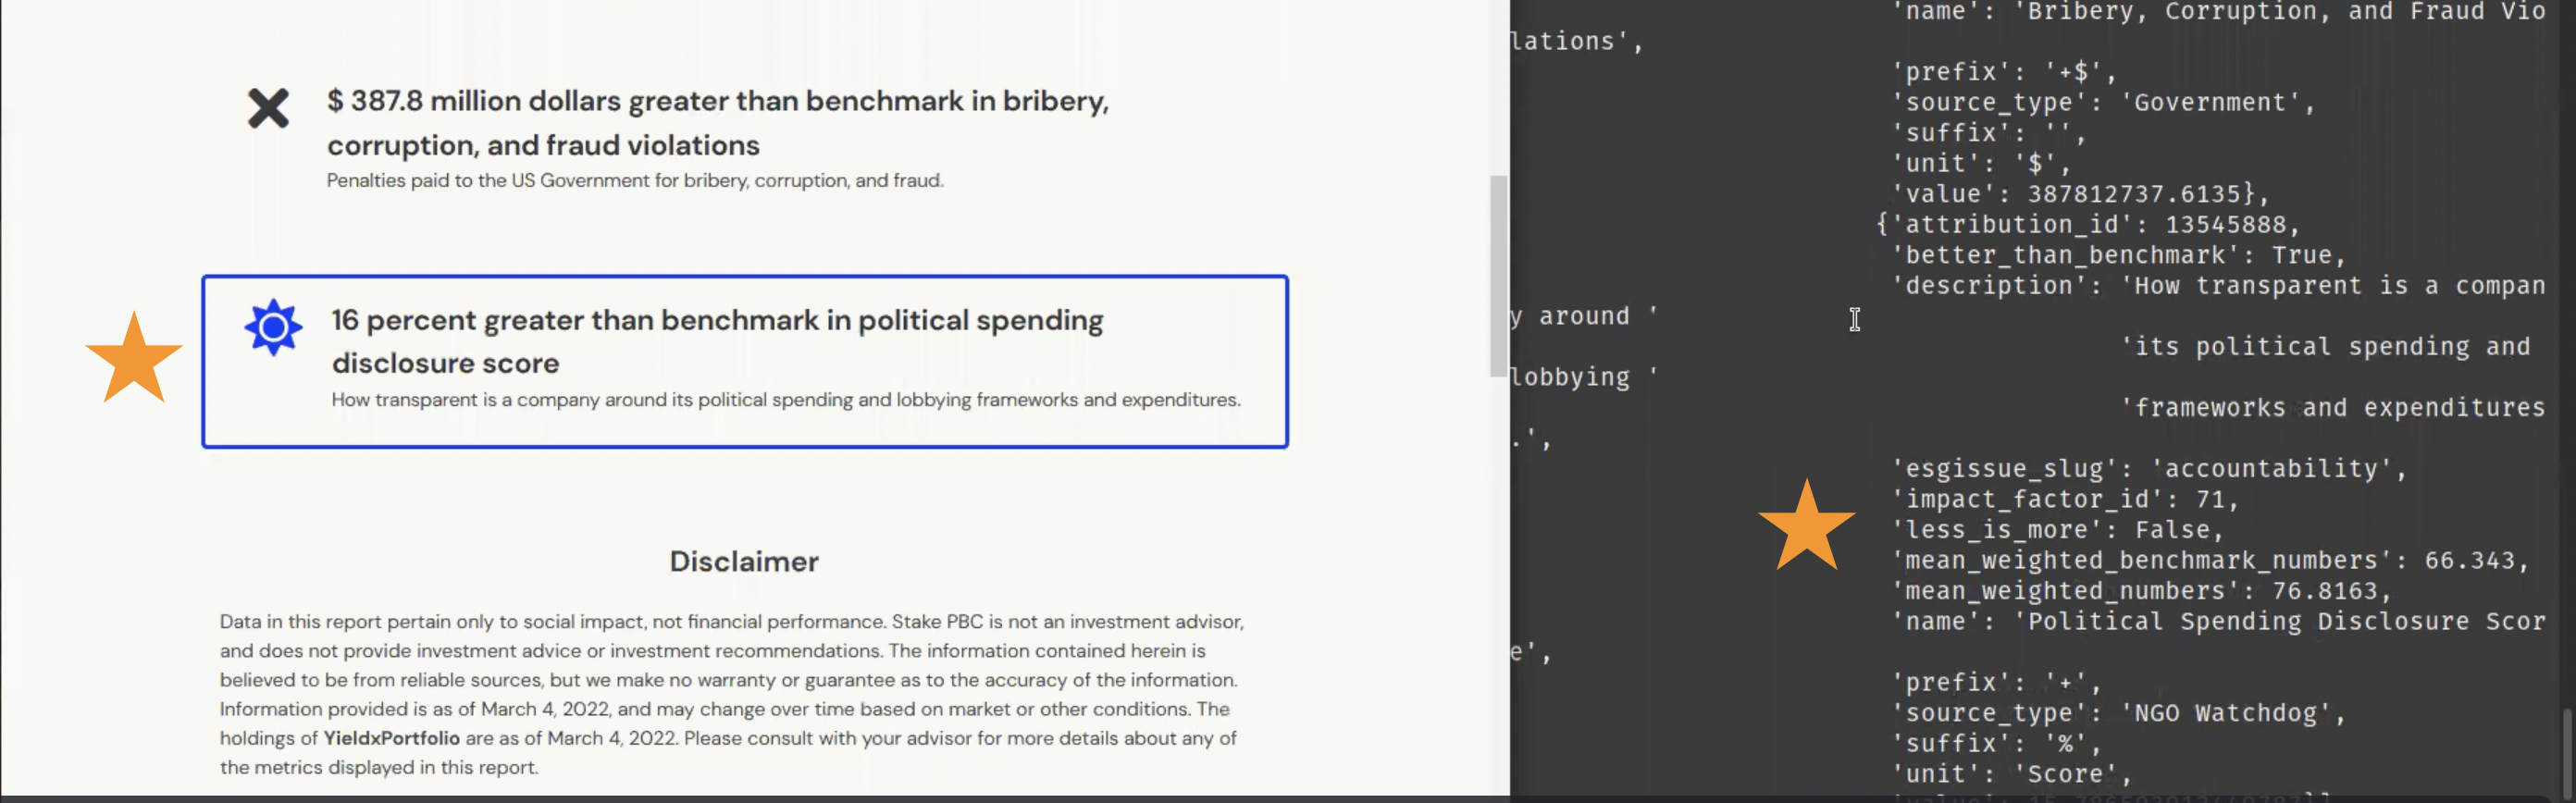 $ 387.8 million dollars greater than benchmark in bribery,
corruption, and fraud violations
Penalties paid to the US Government for bribery, corruption, and fraud.
16 percent greater than benchmark in political spending
disclosure score
How transparent is a company around its political spending and lobbying frameworks and expenditures.
Disclaimer
Data in this report pertain only to social impact, not financial performance. Stake PBC is not an investment advisor,
and does not provide investment advice or investment recommendations. The information contained herein is
believed to be from reliable sources, but we make no warranty or guarantee as to the accuracy of the information.
Information provided is as of March 4, 2022, and may change over time based on market or other conditions. The
holdings of YieldxPortfolio are as of March 4, 2022. Please consult with your advisor for more details about any of
the metrics displayed in this report.
'name': 'Bribery, Corruption, and Fraud Vio
lations',
'prefix': '+$',
'source_type': 'Government',
'suffix': '',
'unit': '$',
'value': 387812737.6135},
{'attribution_id': 13545888,
'better_than_benchmark': True,
'description': 'How transparent is a compan
y around '
'its political spending and
lobbying '
'frameworks and expenditures
.',
'esgissue_slug': 'accountability',
'impact_factor_id': 71,
'less_is_more': False,
'mean_weighted_benchmark_numbers': 66.343,
'mean_weighted_numbers': 76.8163,
'name': 'Political Spending Disclosure Scor
e',
'prefix': '+',
'source_type': 'NGO Watchdog',
'suffix': '%',
'unit': 'Score',